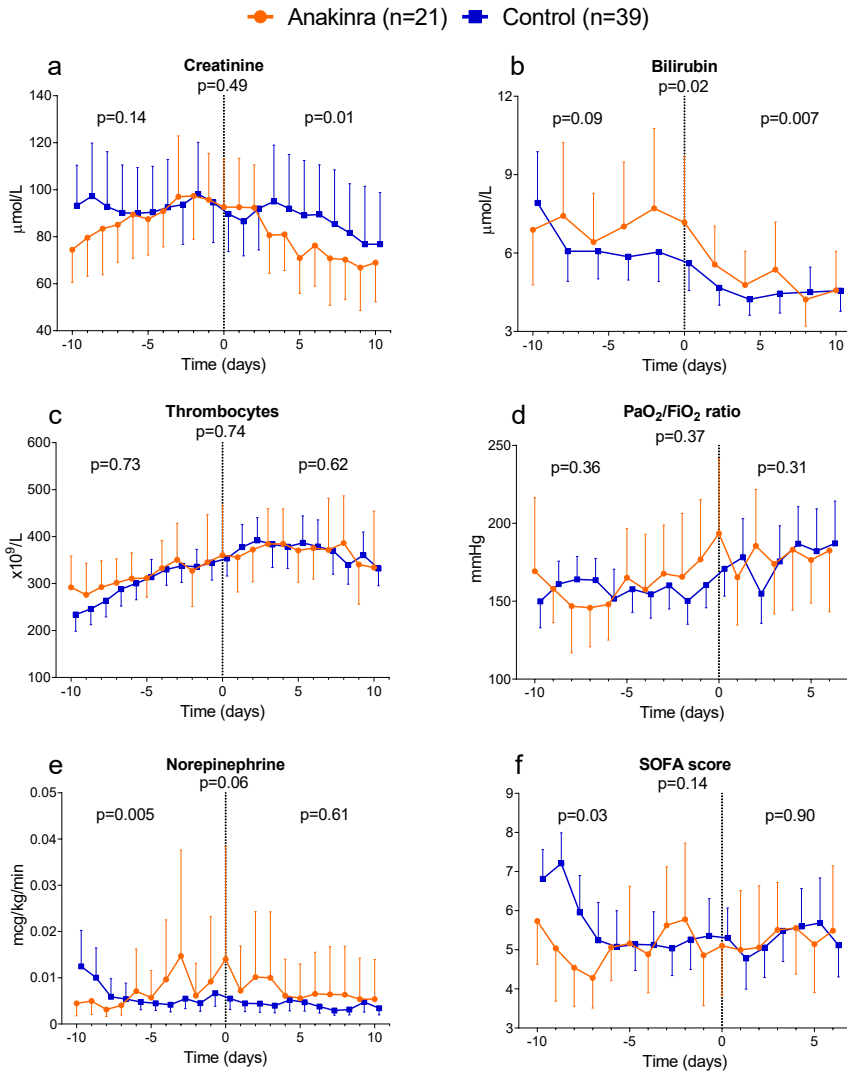 Anakinra (n=21) Control (n=39)
a
Creatinine
p=0.49
p=0.14
p=0.01
140
120
100
80
60
40
μmol/L
-10 -5 0 5 10
Time (days)
b
Bilirubin
p=0.02
p=0.09
p=0.007
12
9
6
3
μmol/L
-10 -5 0 5 10
Time (days)
c
Thrombocytes
p=0.74
p=0.73
p=0.62
600
500
400
300
200
100
x10⁹/L
-10 -5 0 5 10
Time (days)
d
PaO₂/FiO₂ ratio
p=0.37
p=0.36
p=0.31
250
200
150
100
mmHg
-10 -5 0 5
Time (days)
e
Norepinephrine
p=0.06
p=0.005
p=0.61
0.05
0.04
0.03
0.02
0.01
0
mcg/kg/min
-10 -5 0 5 10
Time (days)
f
SOFA score
p=0.14
p=0.03
p=0.90
9
8
7
6
5
4
3
-10 -5 0 5
Time (days)